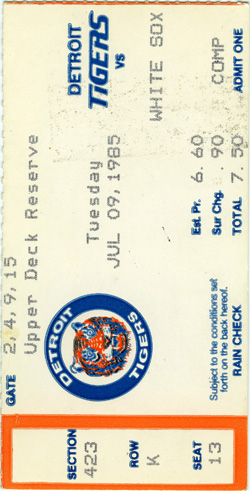 DETROIT
TIGERS
VS
WHITE SOX
Tuesday
JUL 09,1985
Upper Deck Reserve
GATE 2,4,9,15
Est. Pr. 6.60 COMP
Sur Chg. .90
TOTAL 7.50 ADMIT ONE
DETROIT TIGERS
Subject to the conditions set
forth on the back hereof.
RAIN CHECK
SECTION 423
ROW K
SEAT 13